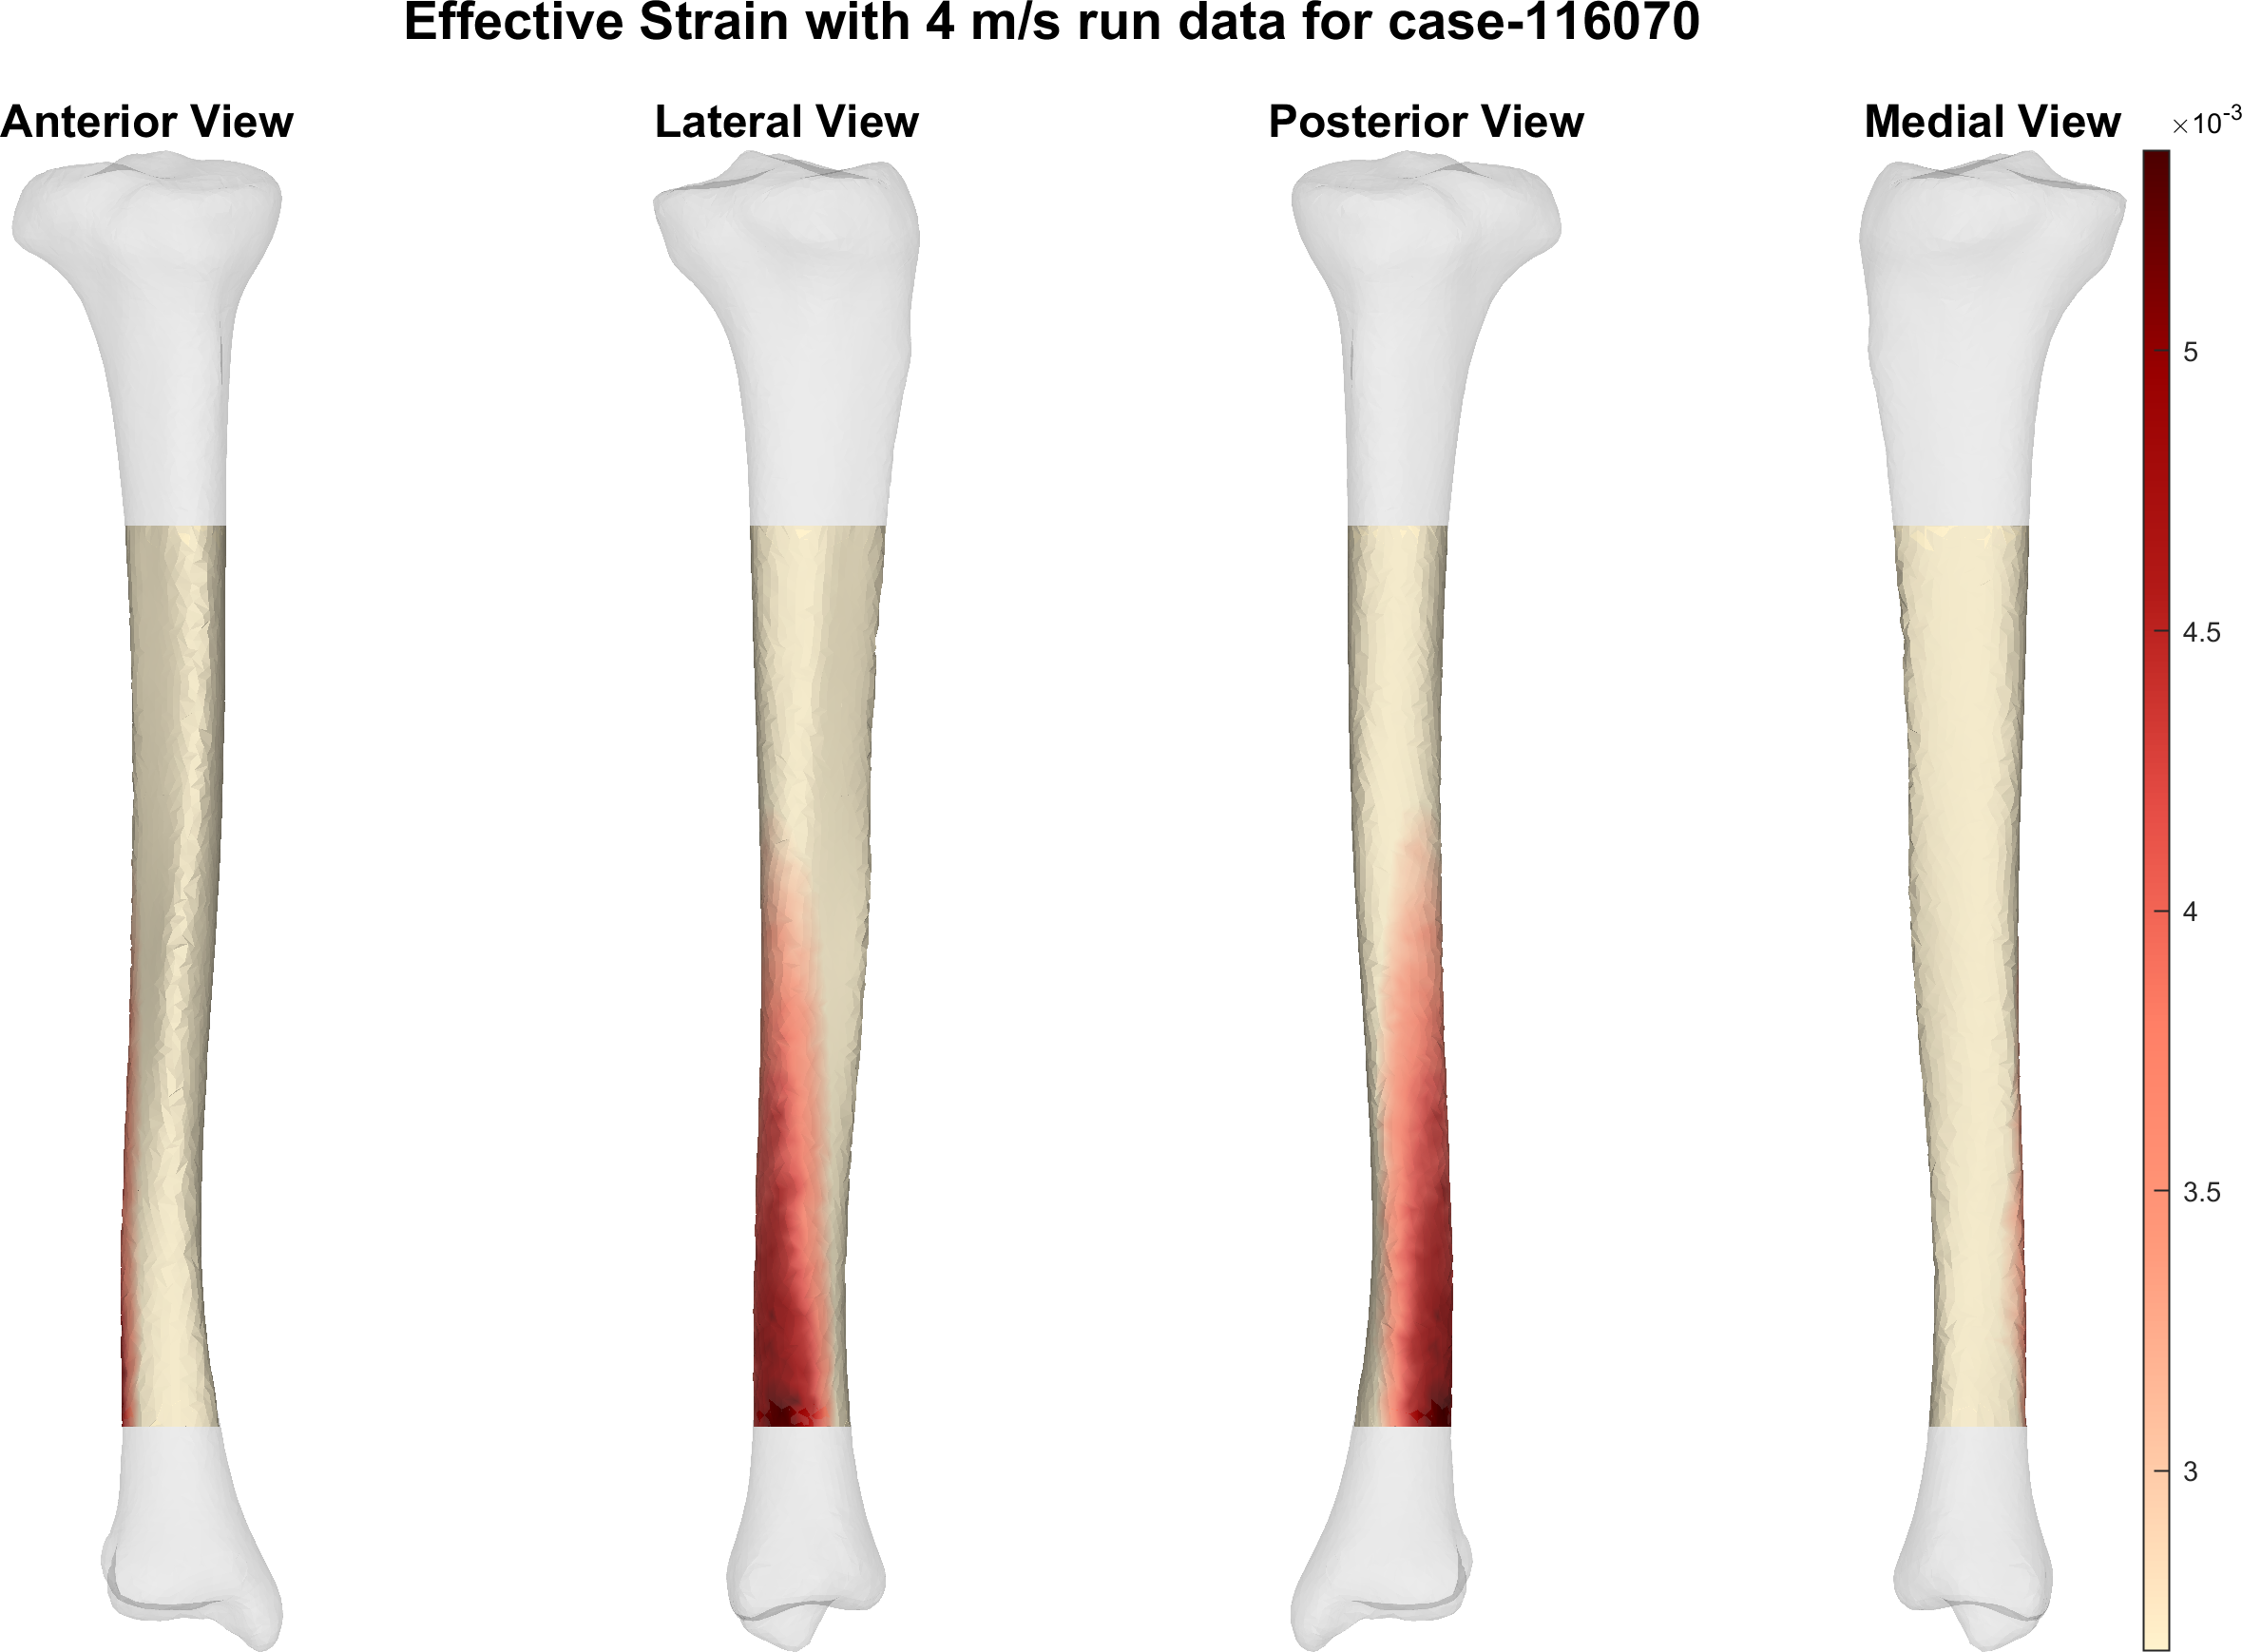 Effective Strain with 4 m/s run data for case-116070
Anterior View
Lateral View
Posterior View
Medial View
×10⁻³
5
4.5
4
3.5
3